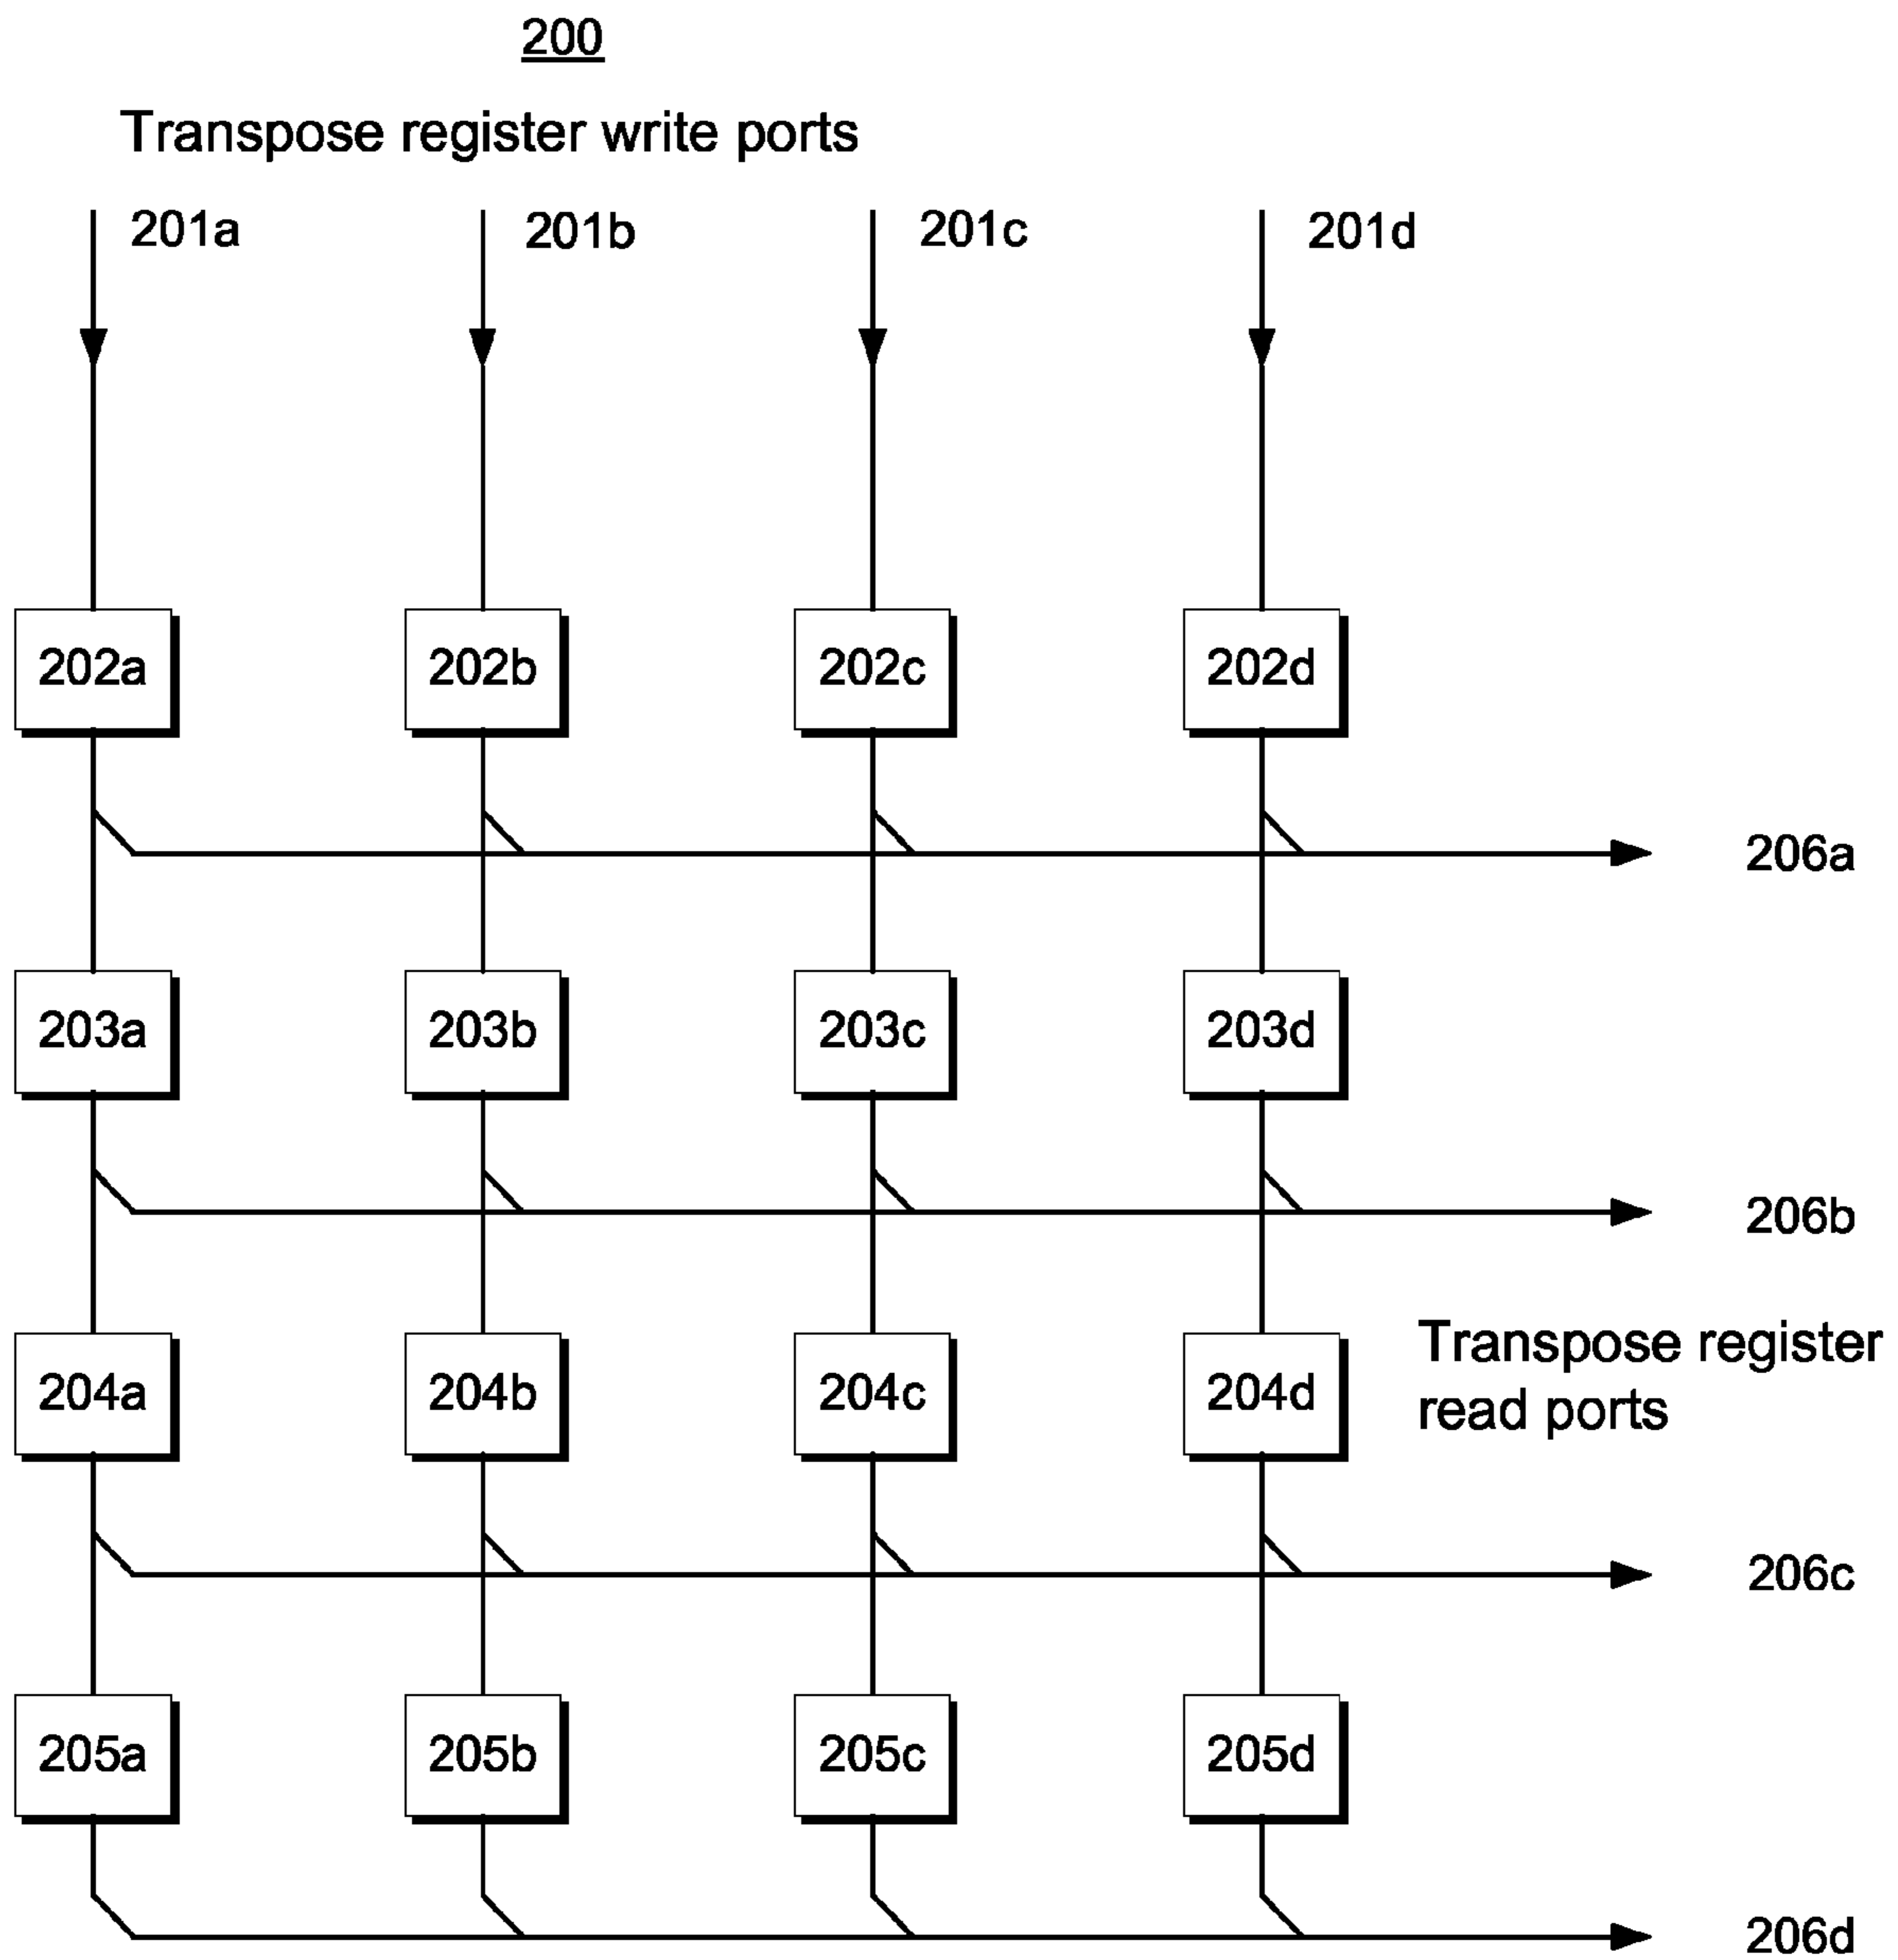 200
Transpose register write ports
201a 201b 201c 201d
202a 202b 202c 202d
206a
203a 203b 203c 203d
206b
Transpose register
read ports
204a 204b 204c 204d
206c
205a 205b 205c 205d
206d